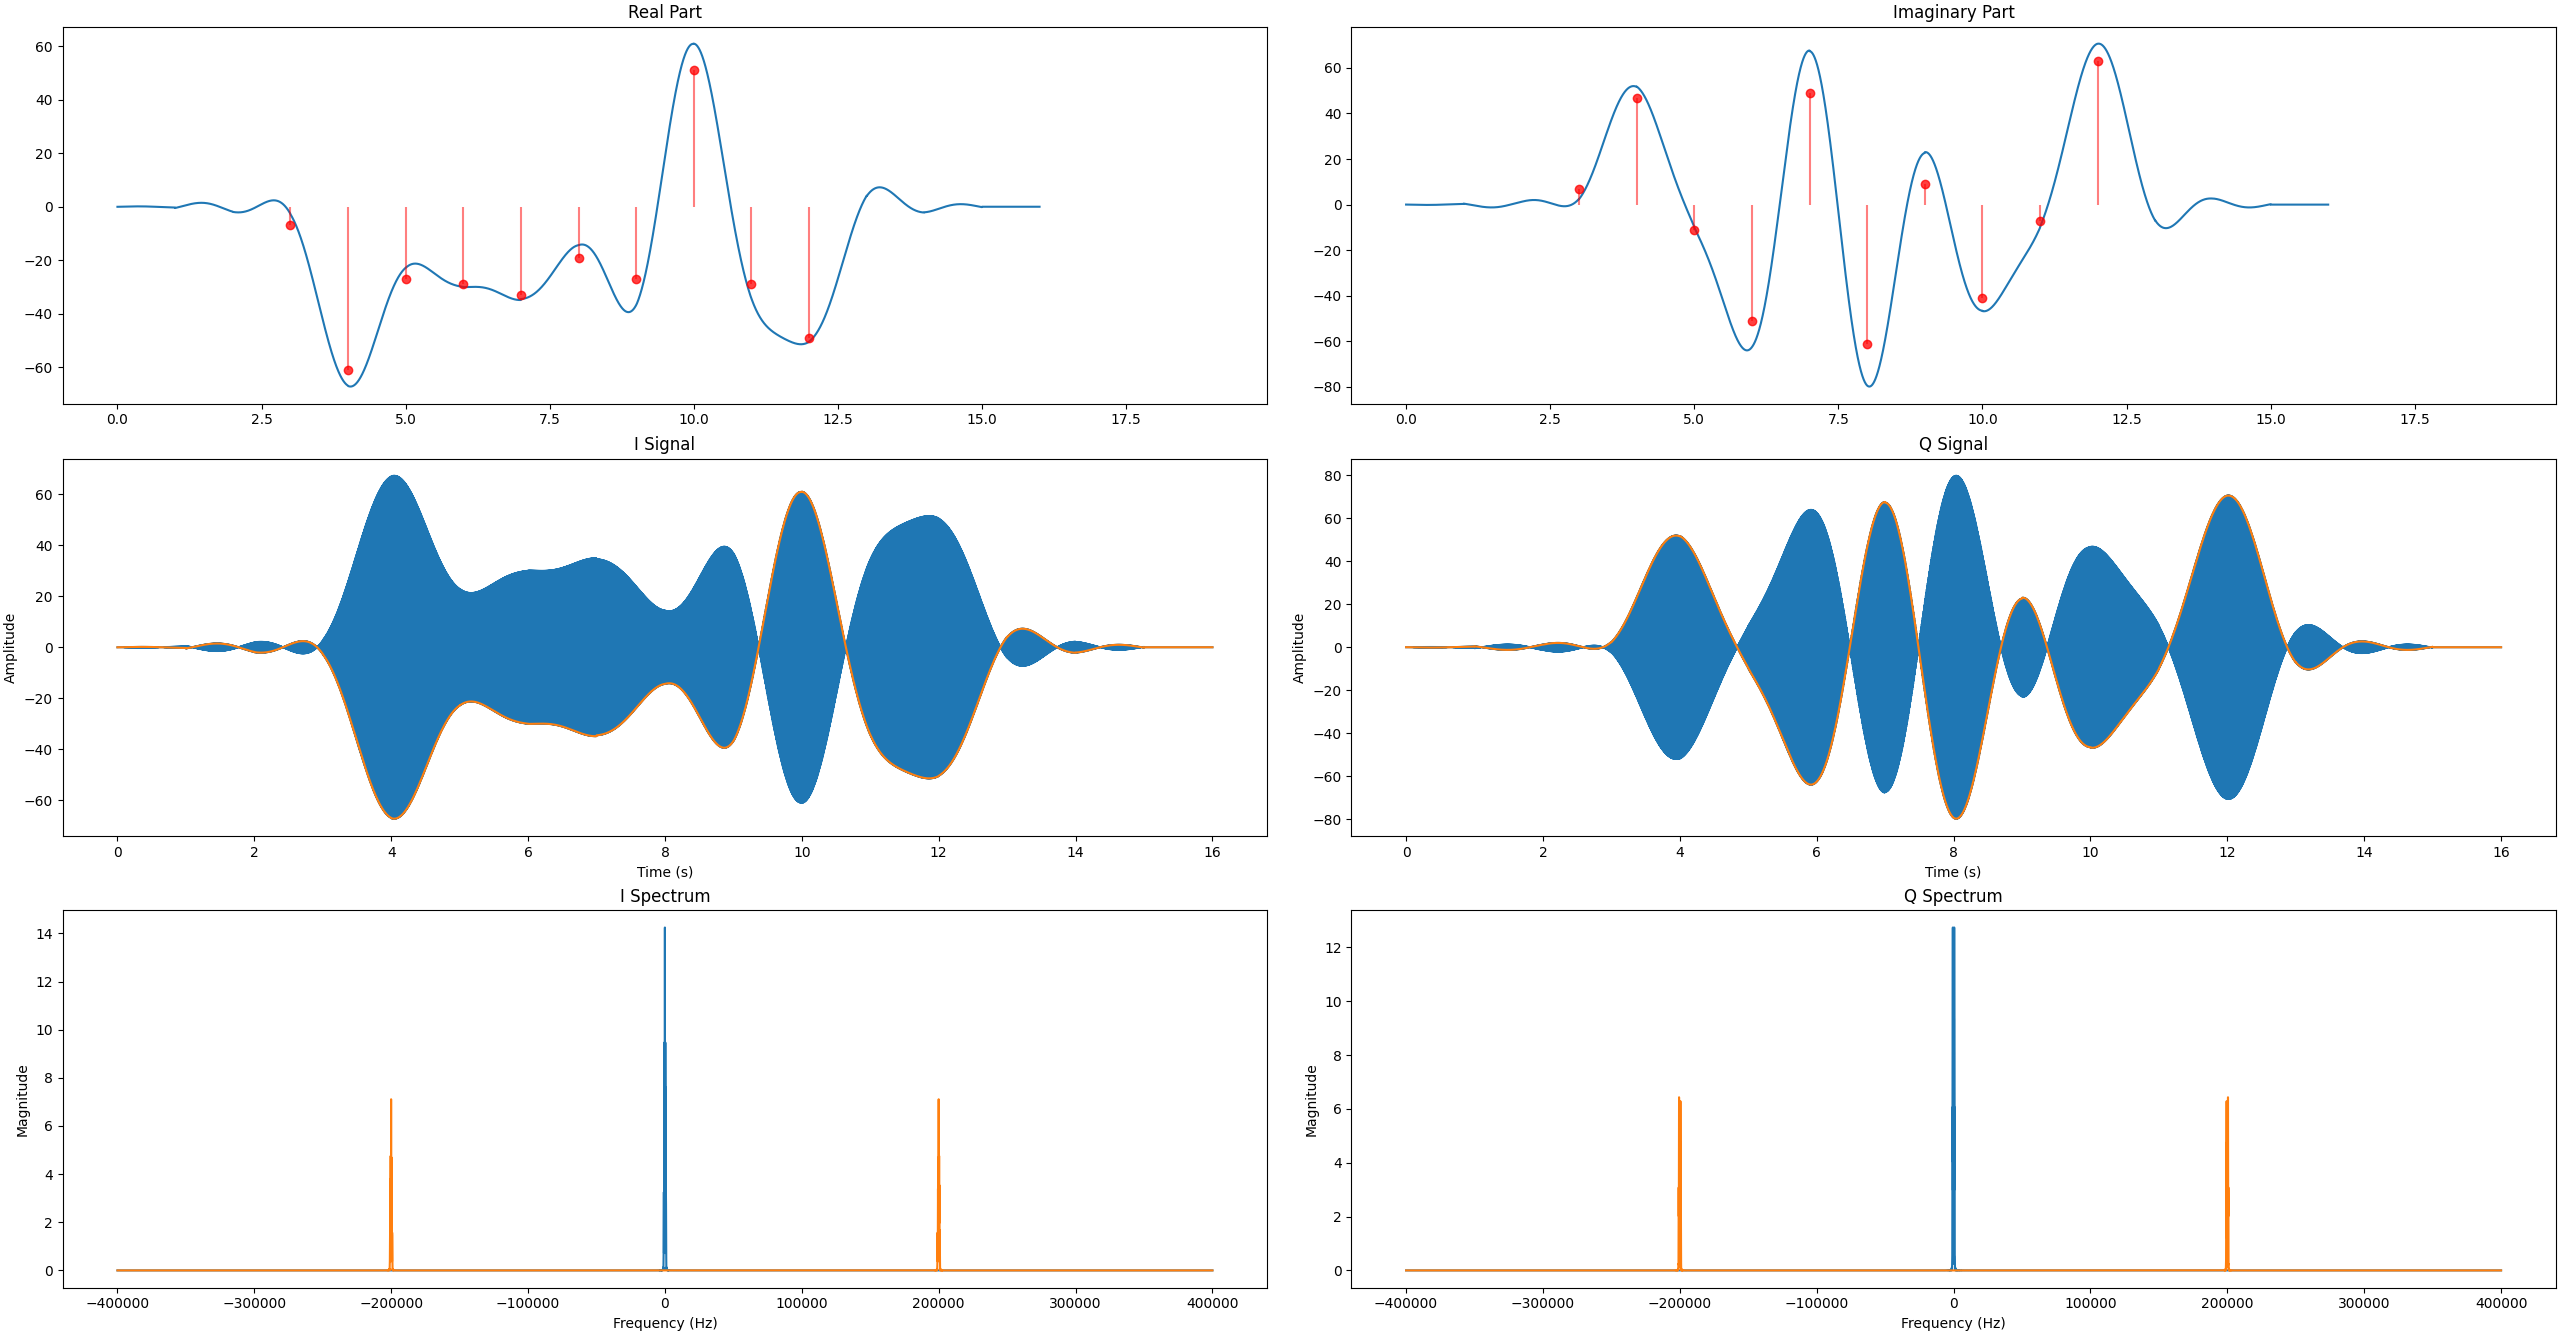 Real Part
60
40
20
0
−20
−40
−60
0.0 2.5 5.0 7.5 10.0 12.5 15.0 17.5
Imaginary Part
60
40
20
0
−20
−40
−60
−80
0.0 2.5 5.0 7.5 10.0 12.5 15.0 17.5
I Signal
Amplitude
60
40
20
0
−20
−40
−60
0 2 4 6 8 10 12 14 16
Time (s)
Q Signal
Amplitude
80
60
40
20
0
−20
−40
−60
−80
0 2 4 6 8 10 12 14 16
Time (s)
I Spectrum
Magnitude
14
12
10
8
6
4
2
0
−400000 −300000 −200000 −100000 0 100000 200000 300000 400000
Frequency (Hz)
Q Spectrum
Magnitude
12
10
8
6
4
2
0
−400000 −300000 −200000 −100000 0 100000 200000 300000 400000
Frequency (Hz)